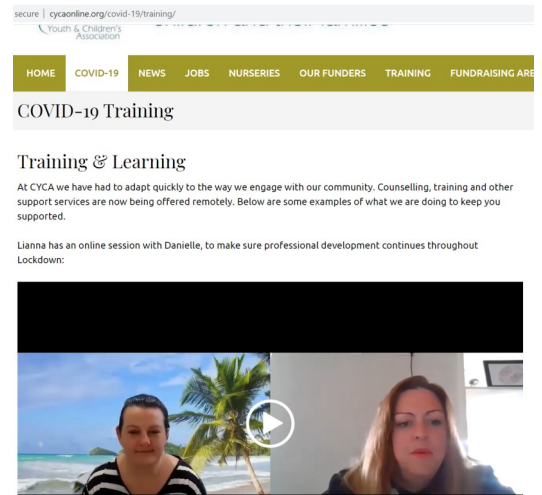 secure | cycaonline.org/covid-19/training/
Youth & Children's
Association
HOME COVID-19 NEWS JOBS NURSERIES OUR FUNDERS TRAINING FUNDRAISING ARE
COVID-19 Training
Training & Learning
At CYCA we have had to adapt quickly to the way we engage with our community. Counselling, training and other
support services are now being offered remotely. Below are some examples of what we are doing to keep you
supported.
Lianna has an online session with Danielle, to make sure professional development continues throughout
Lockdown: